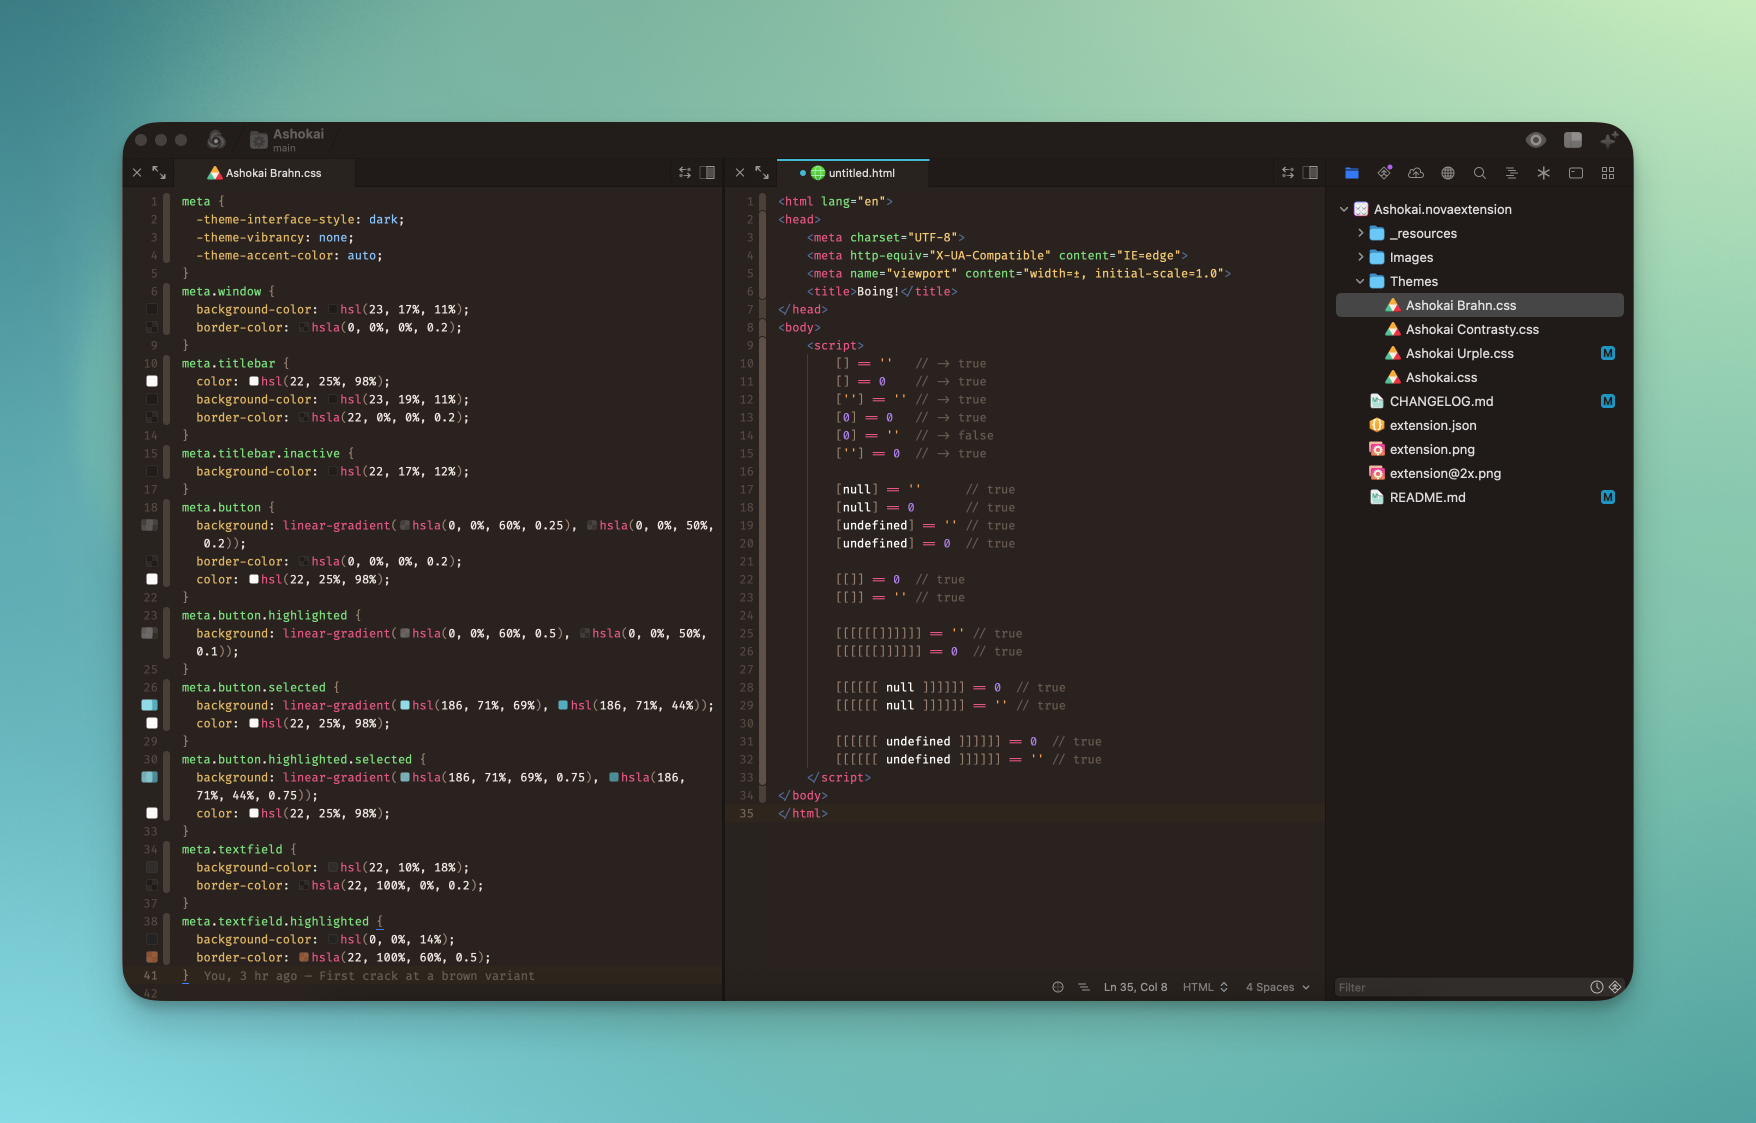 Ashokai
main
Ashokai Brahn.css
1 meta {
2 -theme-interface-style: dark;
3 -theme-vibrancy: none;
4 -theme-accent-color: auto;
5 }
6 meta.window {
background-color: hsl(23, 17%, 11%);
border-color: hsla(0, 0%, 0%, 0.2);
9 }
10 meta.titlebar {
color: hsl(22, 25%, 98%);
background-color: hsl(23, 19%, 11%);
border-color: hsla(22, 0%, 0%, 0.2);
14 }
15 meta.titlebar.inactive {
background-color: hsl(22, 17%, 12%);
17 }
18 meta.button {
background: linear-gradient(hsla(0, 0%, 60%, 0.25), hsla(0, 0%, 50%,
0.2));
border-color: hsla(0, 0%, 0%, 0.2);
color: hsl(22, 25%, 98%);
22 }
23 meta.button.highlighted {
background: linear-gradient(hsla(0, 0%, 60%, 0.5), hsla(0, 0%, 50%,
0.1));
25 }
26 meta.button.selected {
background: linear-gradient(hsl(186, 71%, 69%), hsl(186, 71%, 44%));
color: hsl(22, 25%, 98%);
29 }
30 meta.button.highlighted.selected {
background: linear-gradient(hsla(186, 71%, 69%, 0.75), hsla(186,
71%, 44%, 0.75));
color: hsl(22, 25%, 98%);
33 }
34 meta.textfield {
background-color: hsl(22, 10%, 18%);
border-color: hsla(22, 100%, 0%, 0.2);
37 }
38 meta.textfield.highlighted {
background-color: hsl(0, 0%, 14%);
border-color: hsla(22, 100%, 60%, 0.5);
41 } You, 3 hr ago — First crack at a brown variant
42
untitled.html
1 <html lang="en">
2 <head>
3 <meta charset="UTF-8">
4 <meta http-equiv="X-UA-Compatible" content="IE=edge">
5 <meta name="viewport" content="width=±, initial-scale=1.0">
6 <title>Boing!</title>
7 </head>
8 <body>
9 <script>
10 [] == '' // -> true
11 [] == 0 // -> true
12 [''] == '' // -> true
13 [0] == 0 // -> true
14 [0] == '' // -> false
15 [''] == 0 // -> true
16
17 [null] == '' // true
18 [null] == 0 // true
19 [undefined] == '' // true
20 [undefined] == 0 // true
21
22 [[]] == 0 // true
23 [[]] == '' // true
24
25 [[[[[[]]]]]] == '' // true
26 [[[[[[]]]]]] == 0 // true
27
28 [[[[[[ null ]]]]]] == 0 // true
29 [[[[[[ null ]]]]]] == '' // true
30
31 [[[[[[ undefined ]]]]]] == 0 // true
32 [[[[[[ undefined ]]]]]] == '' // true
33 </script>
34 </body>
35 </html>
Ln 35, Col 8 HTML 4 Spaces
Ashokai.novaextension
_resources
Images
Themes
Ashokai Brahn.css
Ashokai Contrasty.css
Ashokai Urple.css M
Ashokai.css
CHANGELOG.md M
extension.json
extension.png
extension@2x.png
README.md M
Filter